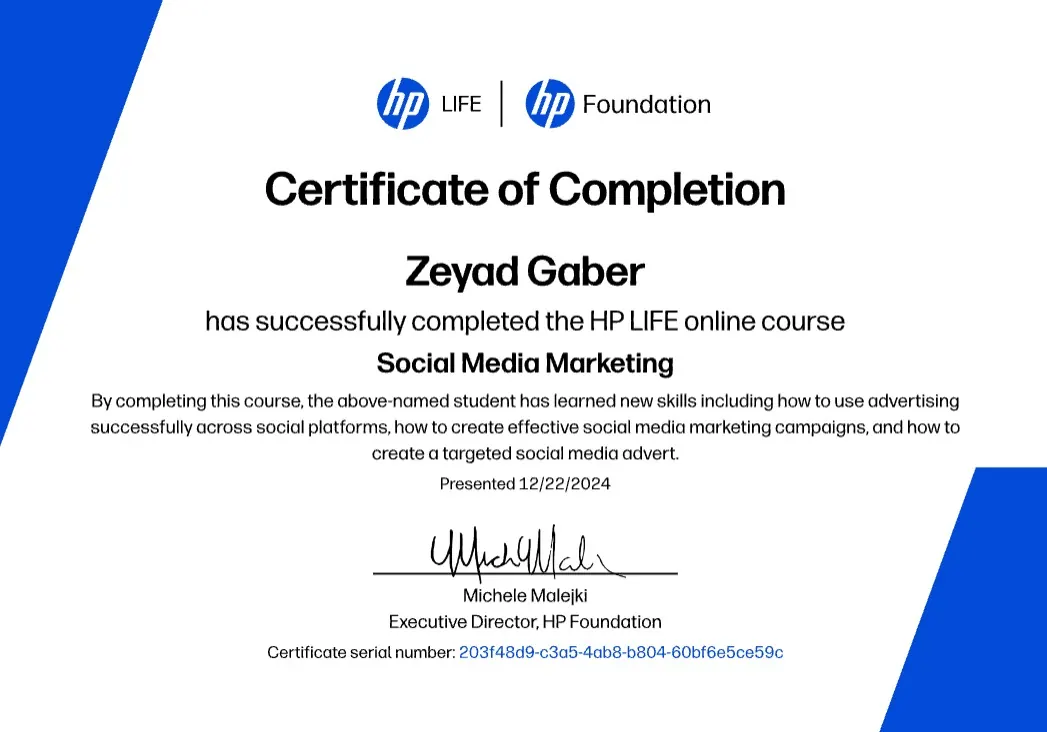 hp LIFE | hp Foundation
Certificate of Completion
Zeyad Gaber
has successfully completed the HP LIFE online course
Social Media Marketing
By completing this course, the above-named student has learned new skills including how to use advertising
successfully across social platforms, how to create effective social media marketing campaigns, and how to
create a targeted social media advert.
Presented 12/22/2024
Michele Malejki
Executive Director, HP Foundation
Certificate serial number: 203f48d9-c3a5-4ab8-b804-60bf6e5ce59c